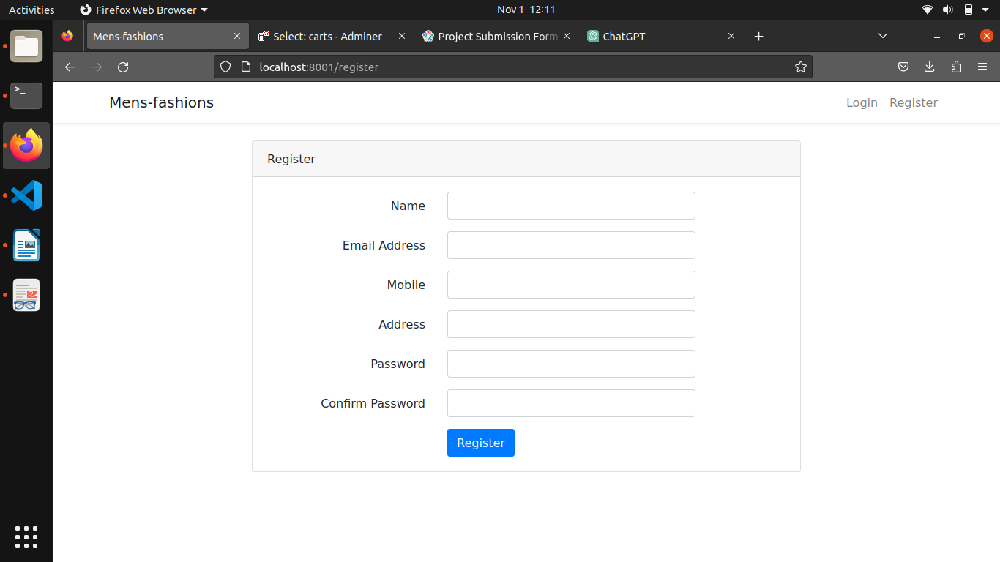 Activities Firefox Web Browser Nov 1 12:11
Mens-fashions Select: carts - Adminer Project Submission Form ChatGPT
localhost:8001/register
Mens-fashions Login Register
Register
Name
Email Address
Mobile
Address
Password
Confirm Password
Register